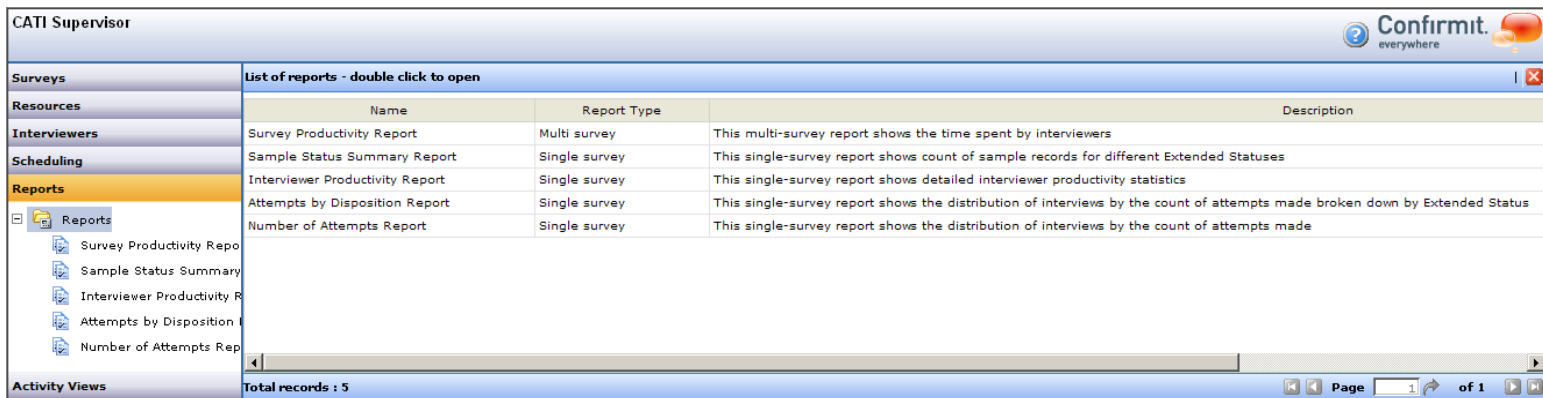 CATI Supervisor
Confirmit.
everywhere
Surveys
Resources
Interviewers
Scheduling
Reports
Reports
Survey Productivity Repo
Sample Status Summary
Interviewer Productivity R
Attempts by Disposition
Number of Attempts Rep
Activity Views
List of reports - double click to open
Name Report Type Description
Survey Productivity Report Multi survey This multi-survey report shows the time spent by interviewers
Sample Status Summary Report Single survey This single-survey report shows count of sample records for different Extended Statuses
Interviewer Productivity Report Single survey This single-survey report shows detailed interviewer productivity statistics
Attempts by Disposition Report Single survey This single-survey report shows the distribution of interviews by the count of attempts made broken down by Extended Status
Number of Attempts Report Single survey This single-survey report shows the distribution of interviews by the count of attempts made
Total records : 5
Page 1 of 1